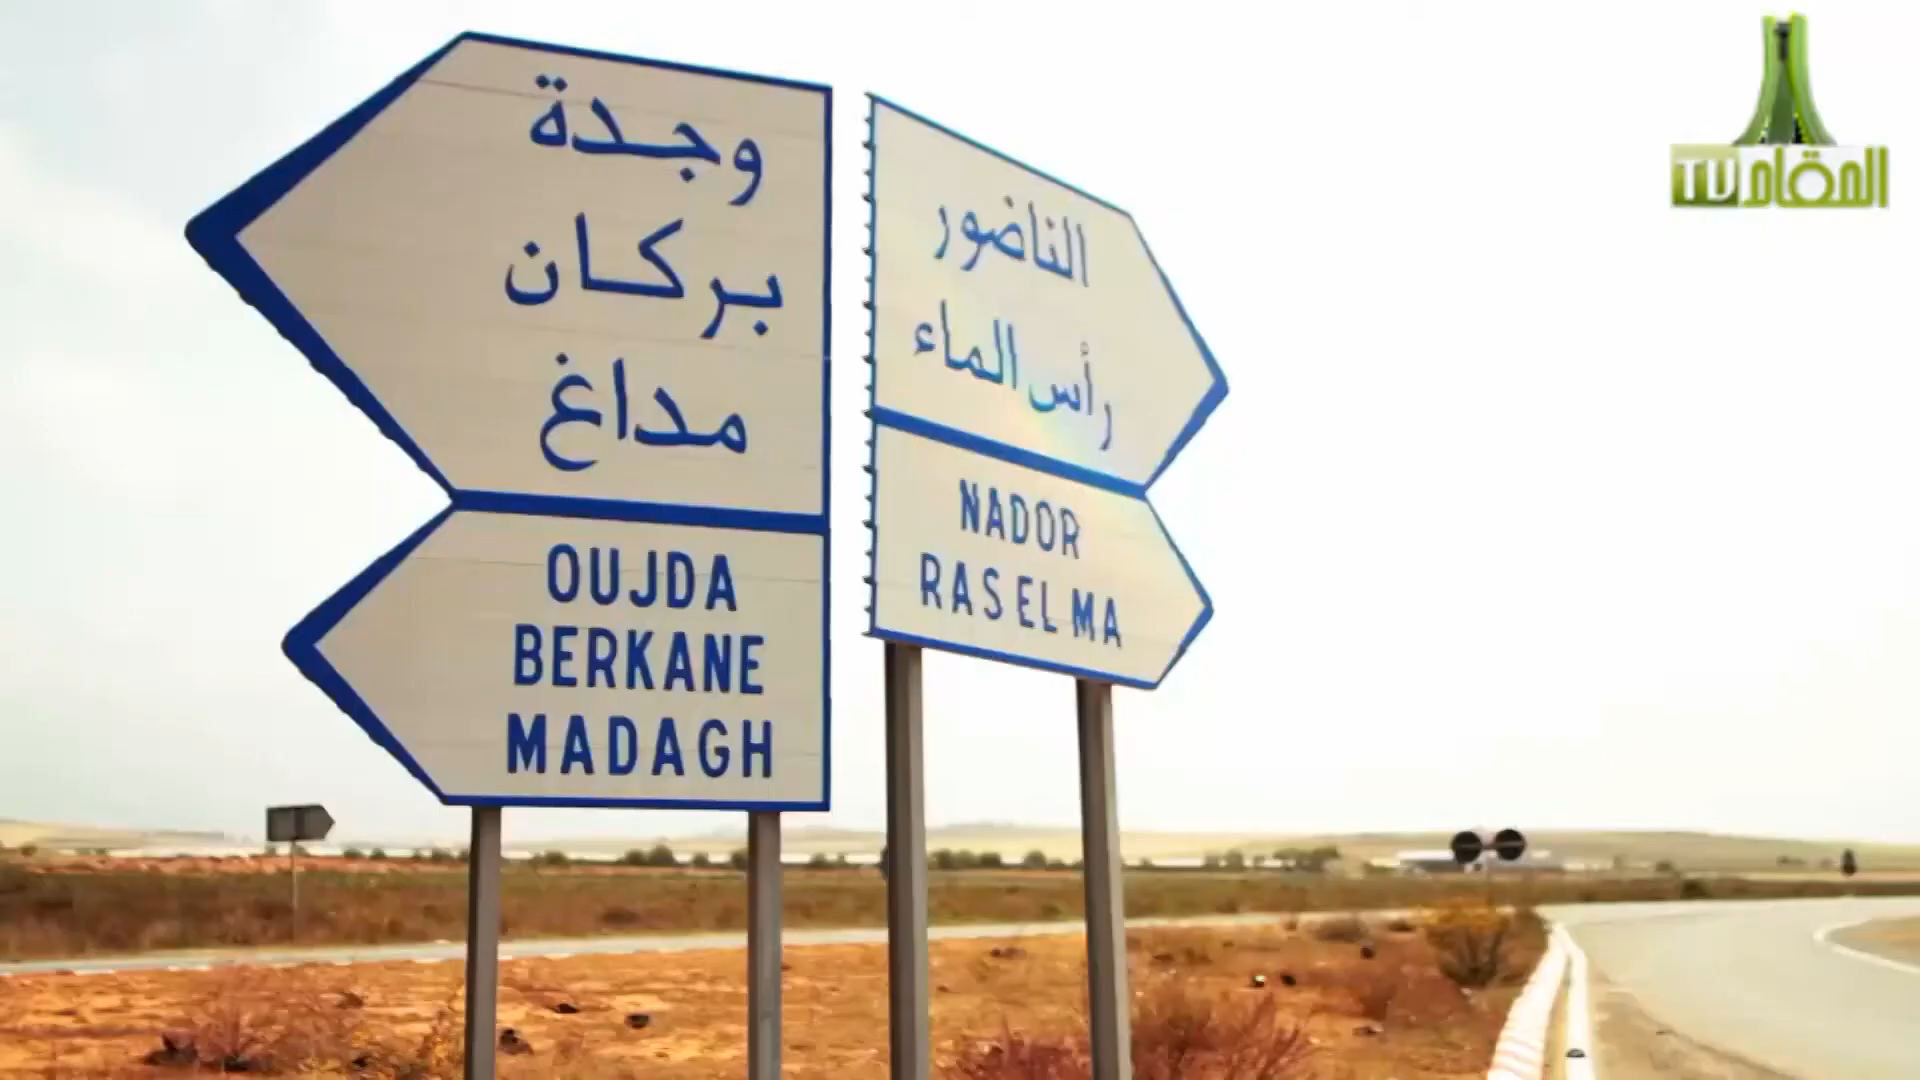 وجدة
بركان
مداغ
OUJDA
BERKANE
MADAGH
الناضور
رأس الماء
NADOR
RAS EL MA
المقام TV